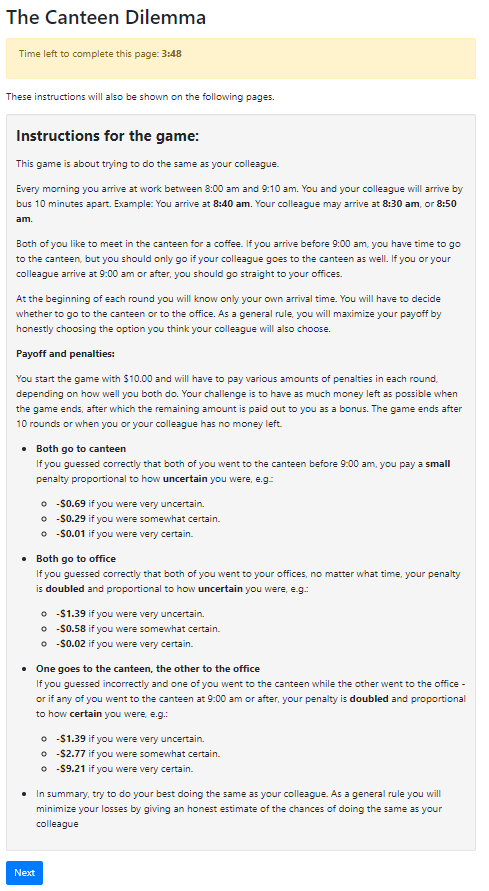 The Canteen Dilemma
Time left to complete this page: 3:48
These instructions will also be shown on the following pages.
Instructions for the game:
This game is about trying to do the same as your colleague.
Every morning you arrive at work between 8:00 am and 9:10 am. You and your colleague will arrive by
bus 10 minutes apart. Example: You arrive at 8:40 am. Your colleague may arrive at 8:30 am, or 8:50
am.
Both of you like to meet in the canteen for a coffee. If you arrive before 9:00 am, you have time to go
to the canteen, but you should only go if your colleague goes to the canteen as well. If you or your
colleague arrive at 9:00 am or after, you should go straight to your offices.
At the beginning of each round you will know only your own arrival time. You will have to decide
whether to go to the canteen or to the office. As a general rule, you will maximize your payoff by
honestly choosing the option you think your colleague will also choose.
Payoff and penalties:
You start the game with $10.00 and will have to pay various amounts of penalties in each round,
depending on how well you both do. Your challenge is to have as much money left as possible when
the game ends, after which the remaining amount is paid out to you as a bonus. The game ends after
10 rounds or when you or your colleague has no money left.
• Both go to canteen
If you guessed correctly that both of you went to the canteen before 9:00 am, you pay a small
penalty proportional to how uncertain you were, e.g.:
-$0.69 if you were very uncertain.
-$0.29 if you were somewhat certain.
-$0.01 if you were very certain.
• Both go to office
If you guessed correctly that both of you went to your offices, no matter what time, your penalty
is doubled and proportional to how uncertain you were, e.g.:
-$1.39 if you were very uncertain.
-$0.58 if you were somewhat certain.
-$0.02 if you were very certain.
• One goes to the canteen, the other to the office
If you guessed incorrectly and one of you went to the canteen while the other went to the office -
or if any of you went to the canteen at 9:00 am or after, your penalty is doubled and proportional
to how certain you were, e.g.:
-$1.39 if you were very uncertain.
-$2.77 if you were somewhat certain.
-$9.21 if you were very certain.
• In summary, try to do your best doing the same as your colleague. As a general rule you will
minimize your losses by giving an honest estimate of the chances of doing the same as your
colleague
Next